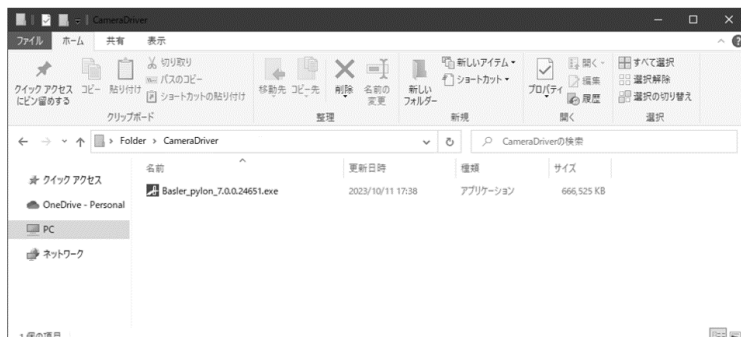 CameraDriver
ファイル ホーム 共有 表示
クイック アクセスにピン留めする
コピー
貼り付け
切り取り
パスのコピー
ショートカットの貼り付け
クリップボード
移動先
コピー先
削除
名前の変更
整理
新しいフォルダー
新しいアイテム
ショートカット
新規
プロパティ
開く
編集
履歴
開く
すべて選択
選択解除
選択の切り替え
選択
Folder > CameraDriver
CameraDriverの検索
名前 更新日時 種類 サイズ
Basler_pylon_7.0.0.24651.exe 2023/10/11 17:38 アプリケーション 666,525 KB
クイック アクセス
OneDrive - Personal
PC
ネットワーク
1 個の項目